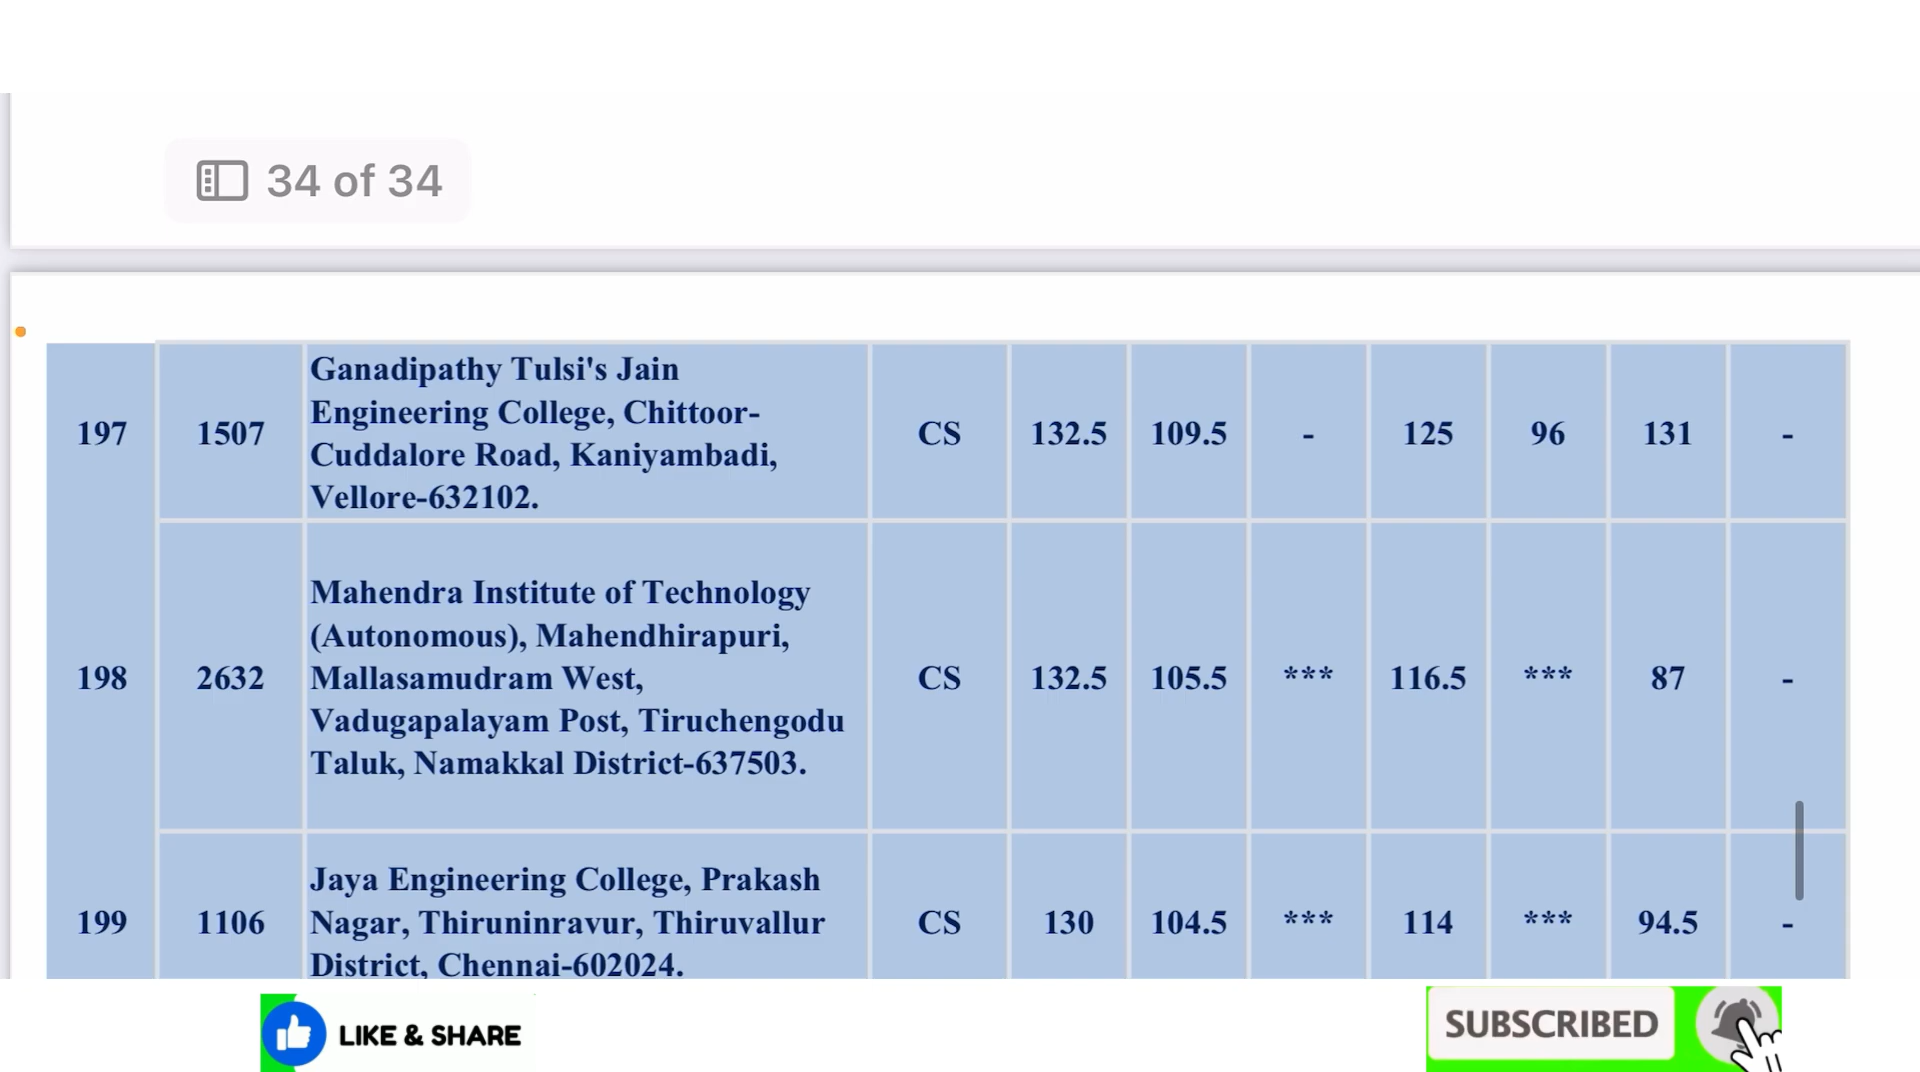 34 of 34
197 1507 Ganadipathy Tulsi's Jain
Engineering College, Chittoor-
Cuddalore Road, Kaniyambadi,
Vellore-632102. CS 132.5 109.5 - 125 96 131 -
198 2632 Mahendra Institute of Technology
(Autonomous), Mahendhirapuri,
Mallasamudram West,
Vadugapalayam Post, Tiruchengodu
Taluk, Namakkal District-637503. CS 132.5 105.5 *** 116.5 *** 87 -
199 1106 Jaya Engineering College, Prakash
Nagar, Thiruninravur, Thiruvallur
District, Chennai-602024. CS 130 104.5 *** 114 *** 94.5 -
LIKE & SHARE
SUBSCRIBED